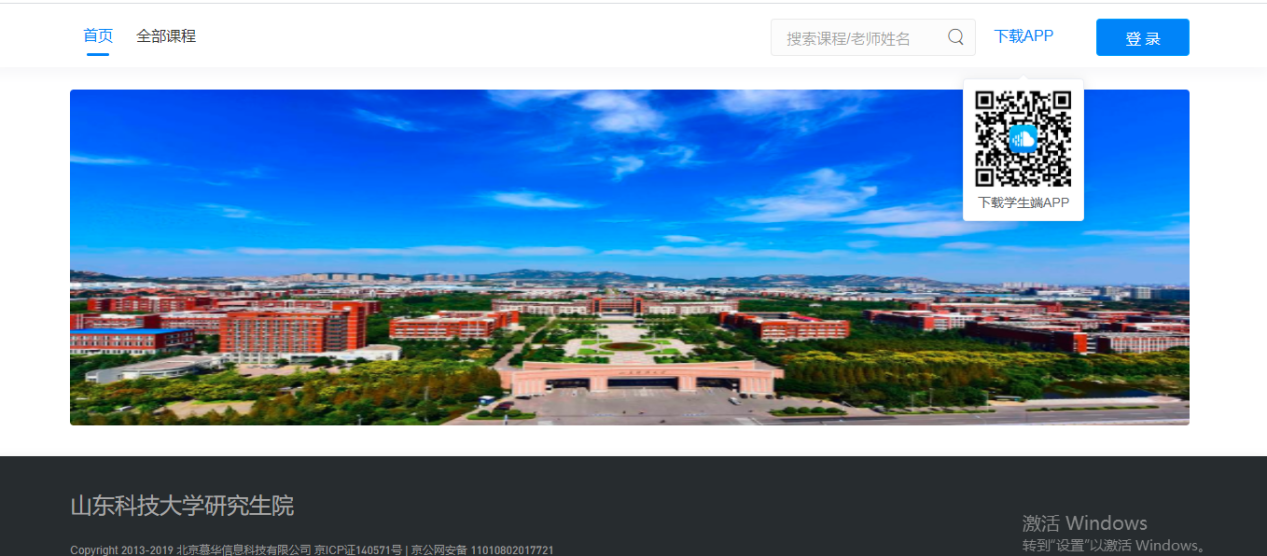 首页 全部课程 搜索课程/老师姓名 下载APP 登 录
下载学生端APP
山东科技大学研究生院
Copyright 2013-2019 北京慕华信息科技有限公司 京ICP证140571号 | 京公网安备 11010802017721
激活 Windows
转到"设置"以激活 Windows。